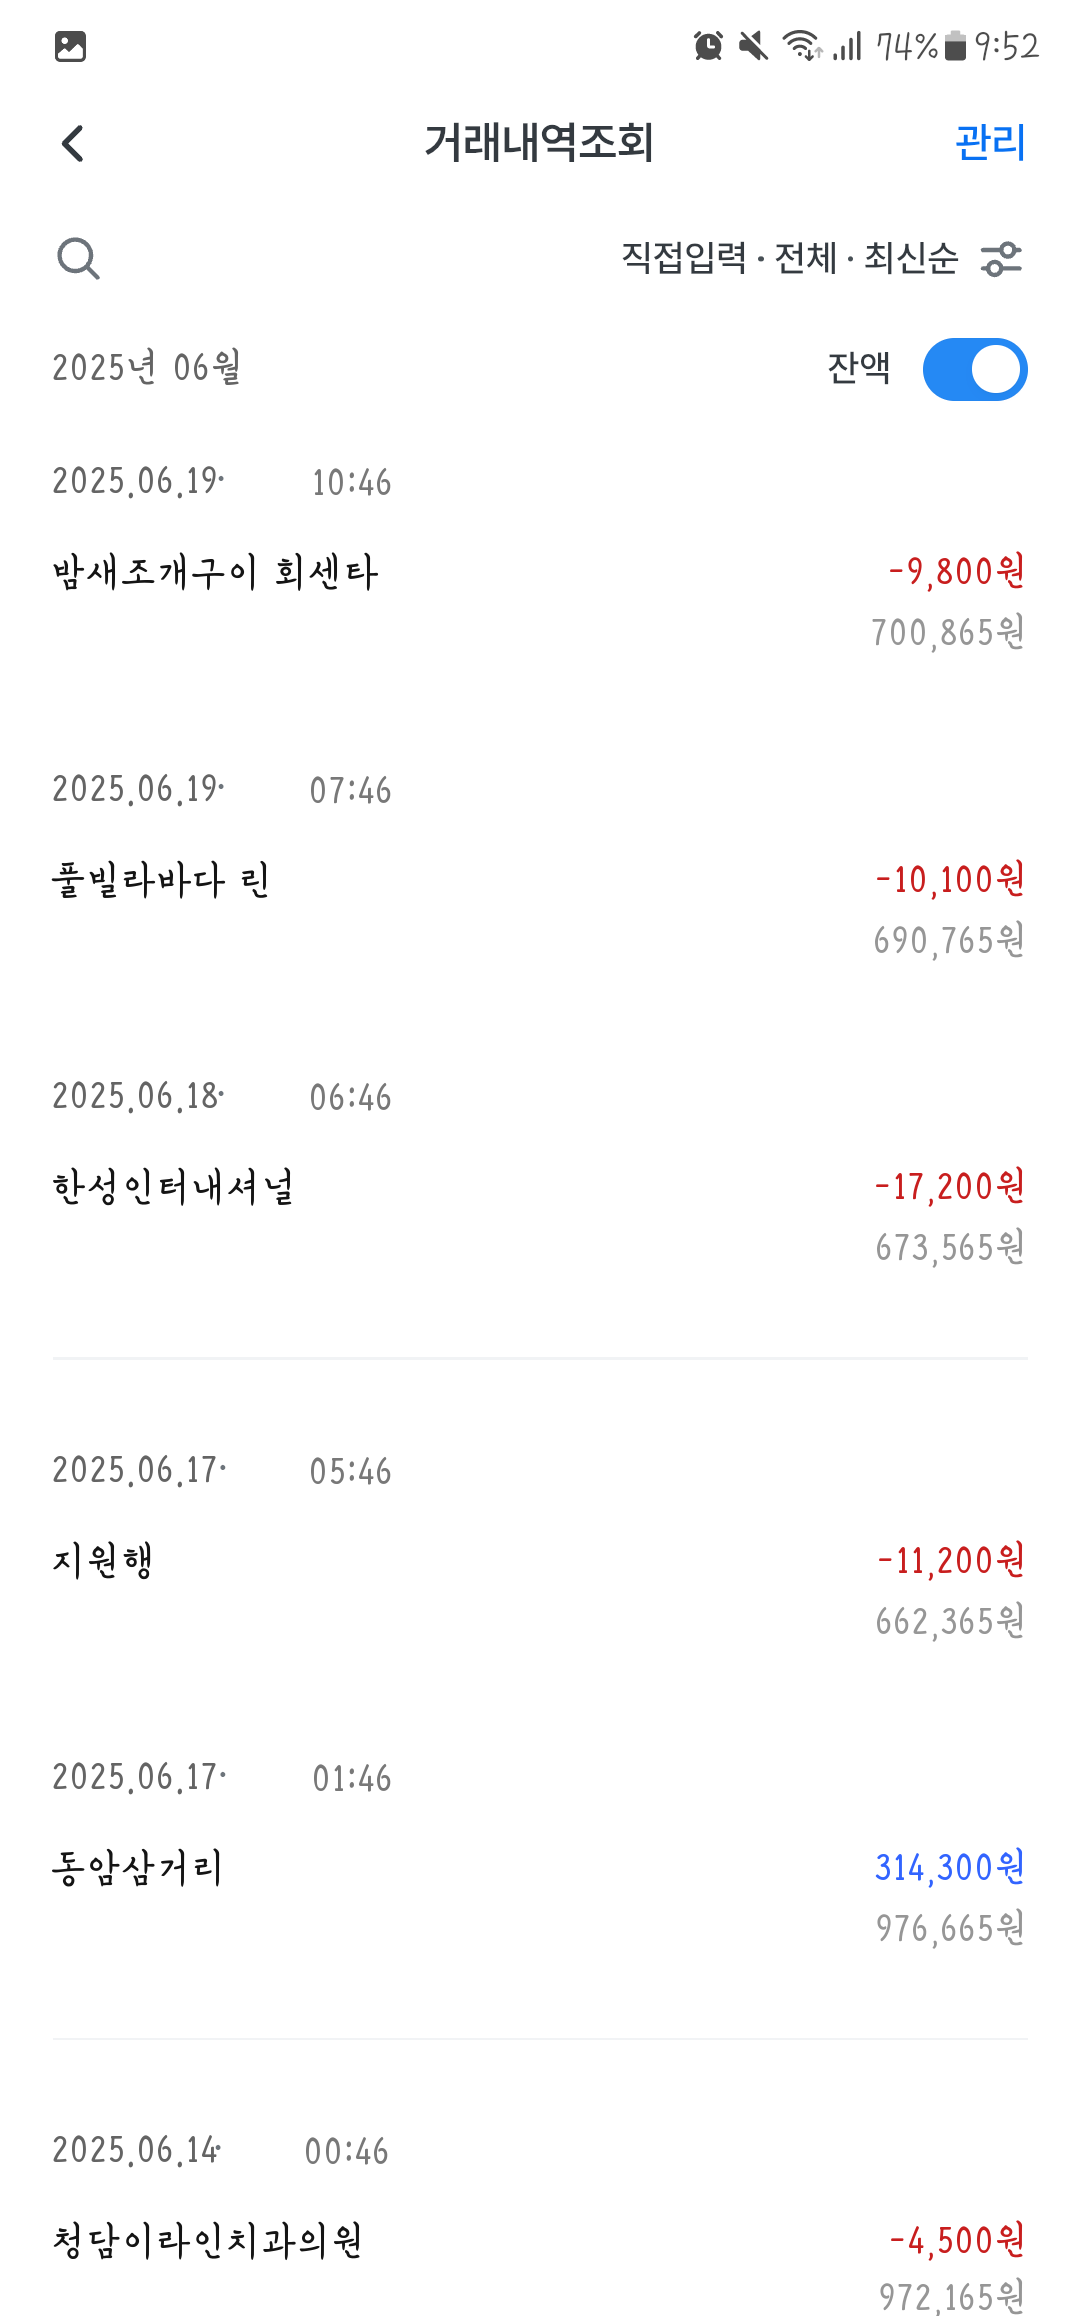 74% 9:52
거래내역조회 관리
직접입력 · 전체 · 최신순
2025년 06월 잔액
2025.06.19· 10:46
밤새조개구이 회센타 -9,800원
700,865원
2025.06.19· 07:46
풀빌라바다 린 -10,100원
690,765원
2025.06.18· 06:46
한성인터내셔널 -17,200원
673,565원
2025.06.17· 05:46
지원행 -11,200원
662,365원
2025.06.17· 01:46
동암삼거리 314,300원
976,665원
2025.06.14· 00:46
청담이라인치과의원 -4,500원
972,165원